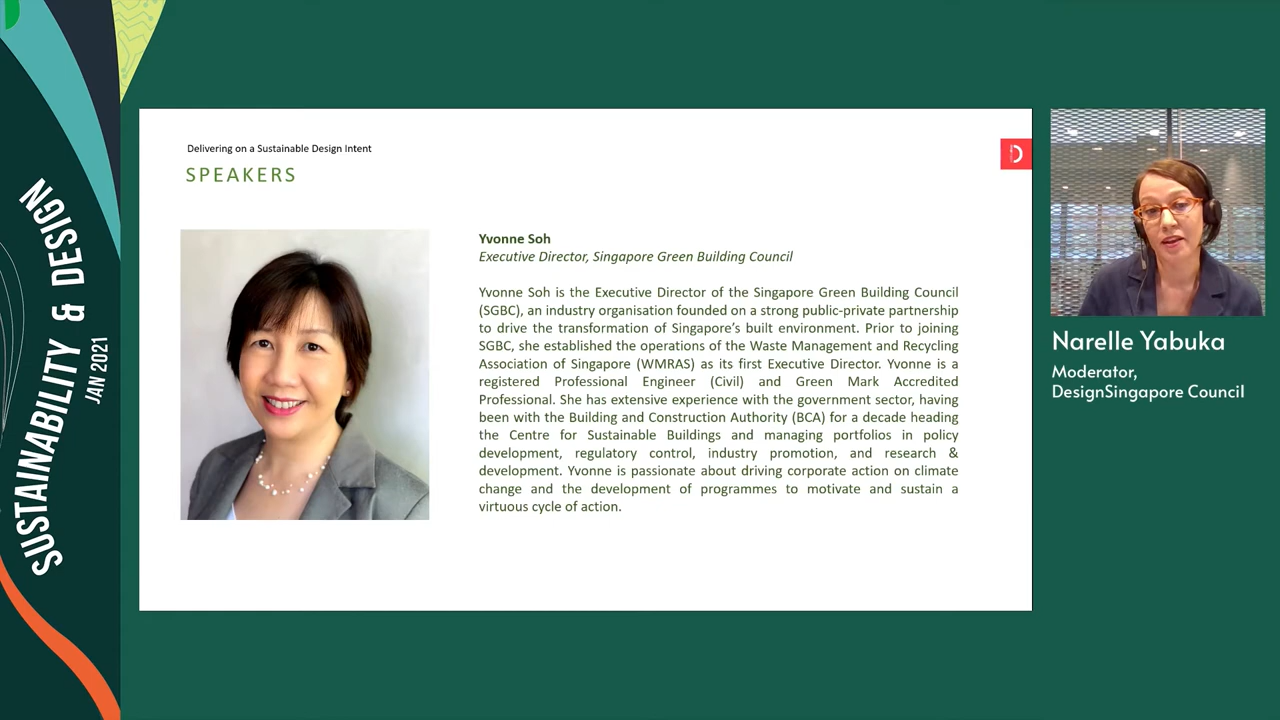 SUSTAINABILITY & DESIGN
JAN 2021
Delivering on a Sustainable Design Intent
SPEAKERS
D
Yvonne Soh
Executive Director, Singapore Green Building Council
Yvonne Soh is the Executive Director of the Singapore Green Building Council
(SGBC), an industry organisation founded on a strong public-private partnership
to drive the transformation of Singapore's built environment. Prior to joining
SGBC, she established the operations of the Waste Management and Recycling
Association of Singapore (WMRAS) as its first Executive Director. Yvonne is a
registered Professional Engineer (Civil) and Green Mark Accredited
Professional. She has extensive experience with the government sector, having
been with the Building and Construction Authority (BCA) for a decade heading
the Centre for Sustainable Buildings and managing portfolios in policy
development, regulatory control, industry promotion, and research &
development. Yvonne is passionate about driving corporate action on climate
change and the development of programmes to motivate and sustain a
virtuous cycle of action.
Narelle Yabuka
Moderator,
DesignSingapore Council